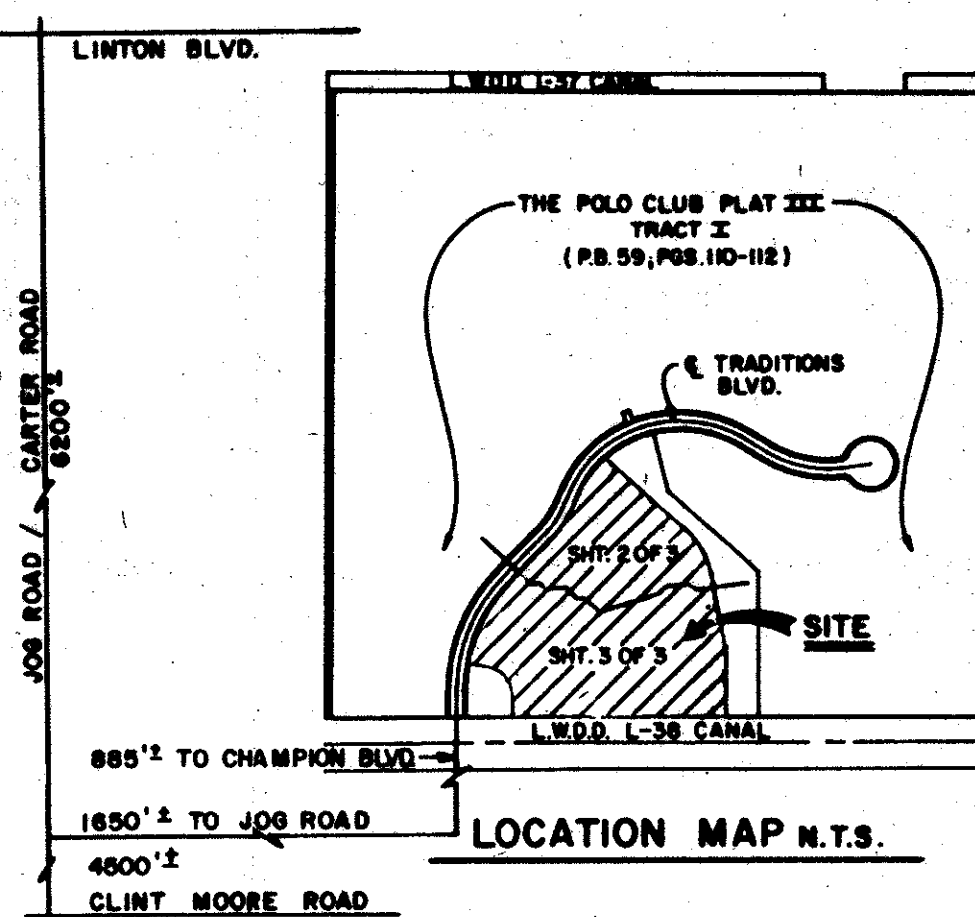 LINTON BLVD.
L.W.D.D. L-37 CANAL
THE POLO CLUB PLAT III
TRACT I
(P.B. 59, PGS. 110-112)
℄ TRADITIONS
BLVD.
JOG ROAD / CARTER ROAD
6200'±
SHT. 2 OF 3
SITE
SHT. 3 OF 3
L.W.D.D. L-38 CANAL
885'± TO CHAMPION BLVD
1650'± TO JOG ROAD
LOCATION MAP N.T.S.
4500'±
CLINT MOORE ROAD